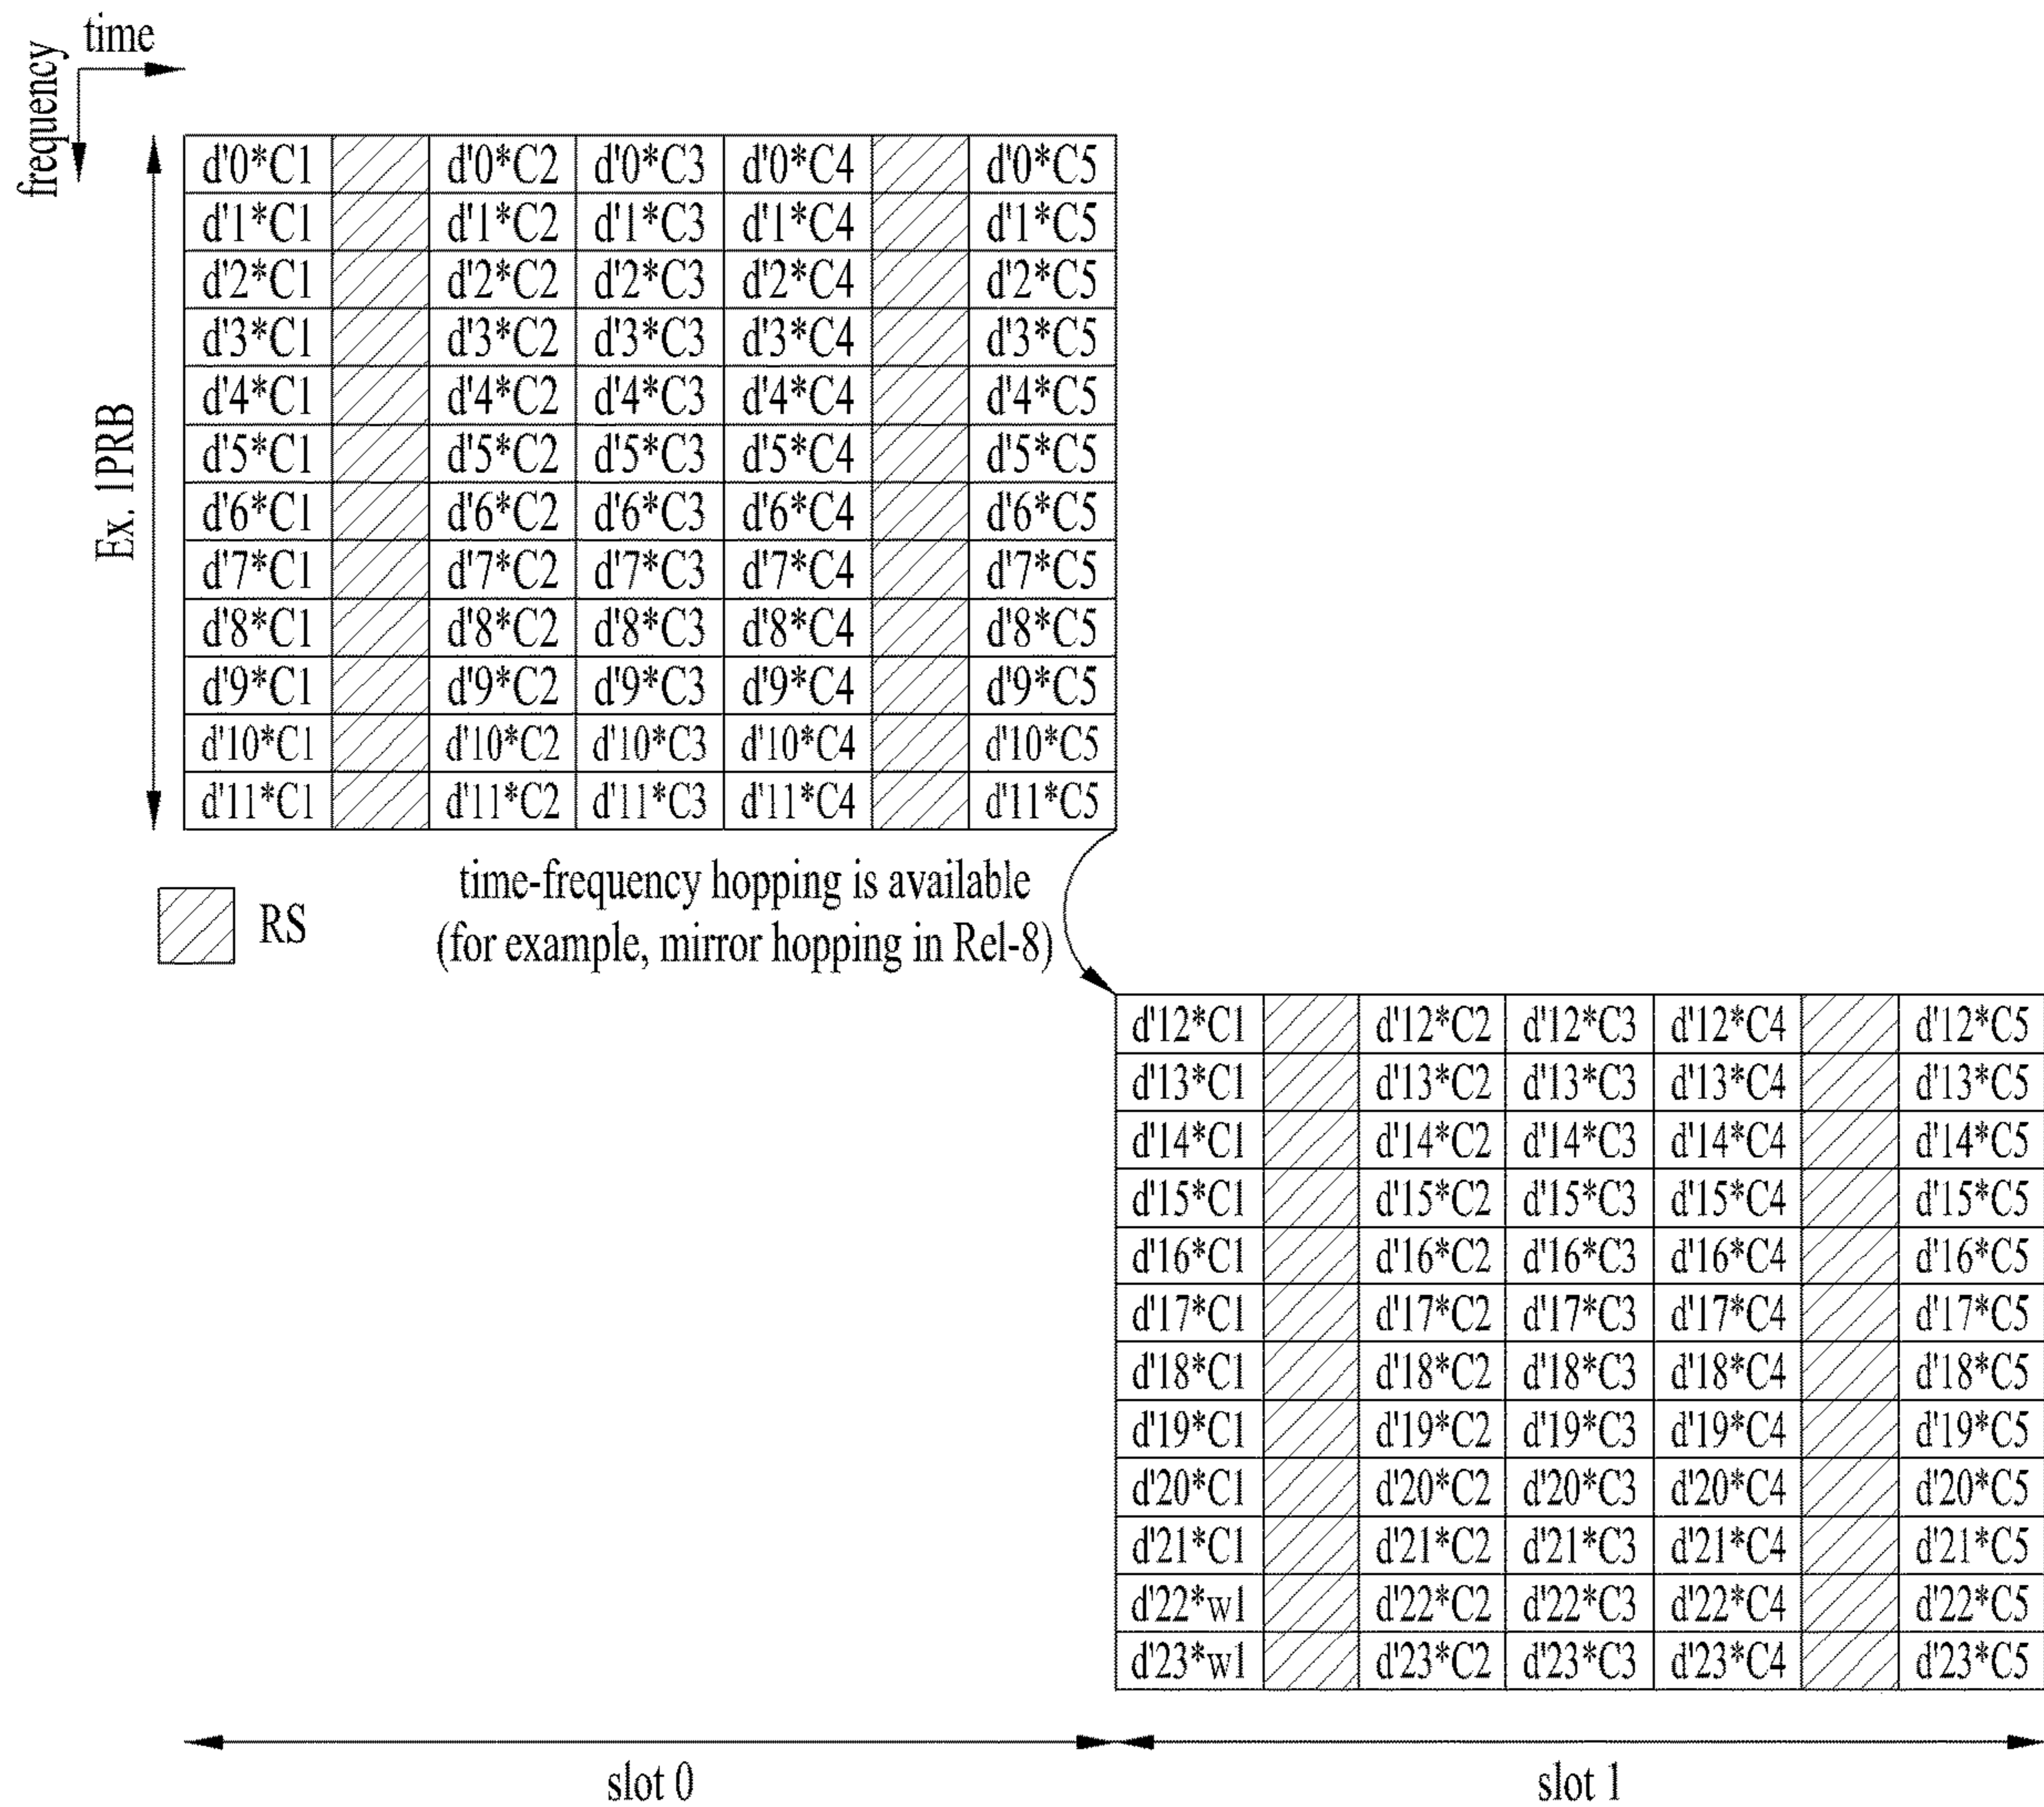 time
frequency
Ex. 1PRB
d'0*C1 d'0*C2 d'0*C3 d'0*C4 d'0*C5
d'1*C1 d'1*C2 d'1*C3 d'1*C4 d'1*C5
d'2*C1 d'2*C2 d'2*C3 d'2*C4 d'2*C5
d'3*C1 d'3*C2 d'3*C3 d'3*C4 d'3*C5
d'4*C1 d'4*C2 d'4*C3 d'4*C4 d'4*C5
d'5*C1 d'5*C2 d'5*C3 d'5*C4 d'5*C5
d'6*C1 d'6*C2 d'6*C3 d'6*C4 d'6*C5
d'7*C1 d'7*C2 d'7*C3 d'7*C4 d'7*C5
d'8*C1 d'8*C2 d'8*C3 d'8*C4 d'8*C5
d'9*C1 d'9*C2 d'9*C3 d'9*C4 d'9*C5
d'10*C1 d'10*C2 d'10*C3 d'10*C4 d'10*C5
d'11*C1 d'11*C2 d'11*C3 d'11*C4 d'11*C5
RS
time-frequency hopping is available
(for example, mirror hopping in Rel-8)
d'12*C1 d'12*C2 d'12*C3 d'12*C4 d'12*C5
d'13*C1 d'13*C2 d'13*C3 d'13*C4 d'13*C5
d'14*C1 d'14*C2 d'14*C3 d'14*C4 d'14*C5
d'15*C1 d'15*C2 d'15*C3 d'15*C4 d'15*C5
d'16*C1 d'16*C2 d'16*C3 d'16*C4 d'16*C5
d'17*C1 d'17*C2 d'17*C3 d'17*C4 d'17*C5
d'18*C1 d'18*C2 d'18*C3 d'18*C4 d'18*C5
d'19*C1 d'19*C2 d'19*C3 d'19*C4 d'19*C5
d'20*C1 d'20*C2 d'20*C3 d'20*C4 d'20*C5
d'21*C1 d'21*C2 d'21*C3 d'21*C4 d'21*C5
d'22*w1 d'22*C2 d'22*C3 d'22*C4 d'22*C5
d'23*w1 d'23*C2 d'23*C3 d'23*C4 d'23*C5
slot 0
slot 1